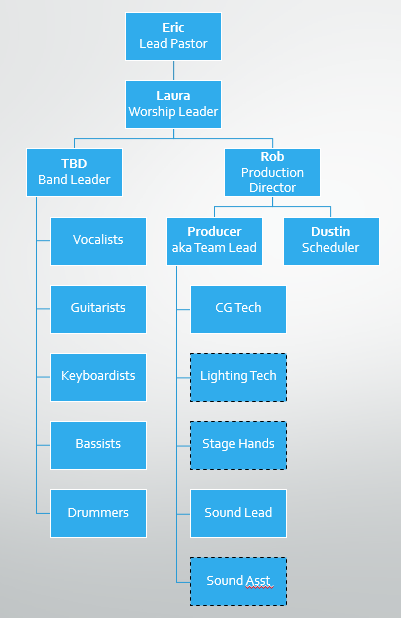 Eric
Lead Pastor
Laura
Worship Leader
TBD
Band Leader
Rob
Production
Director
Vocalists
Guitarists
Keyboardists
Bassists
Drummers
Producer
aka Team Lead
Dustin
Scheduler
CG Tech
Lighting Tech
Stage Hands
Sound Lead
Sound Asst